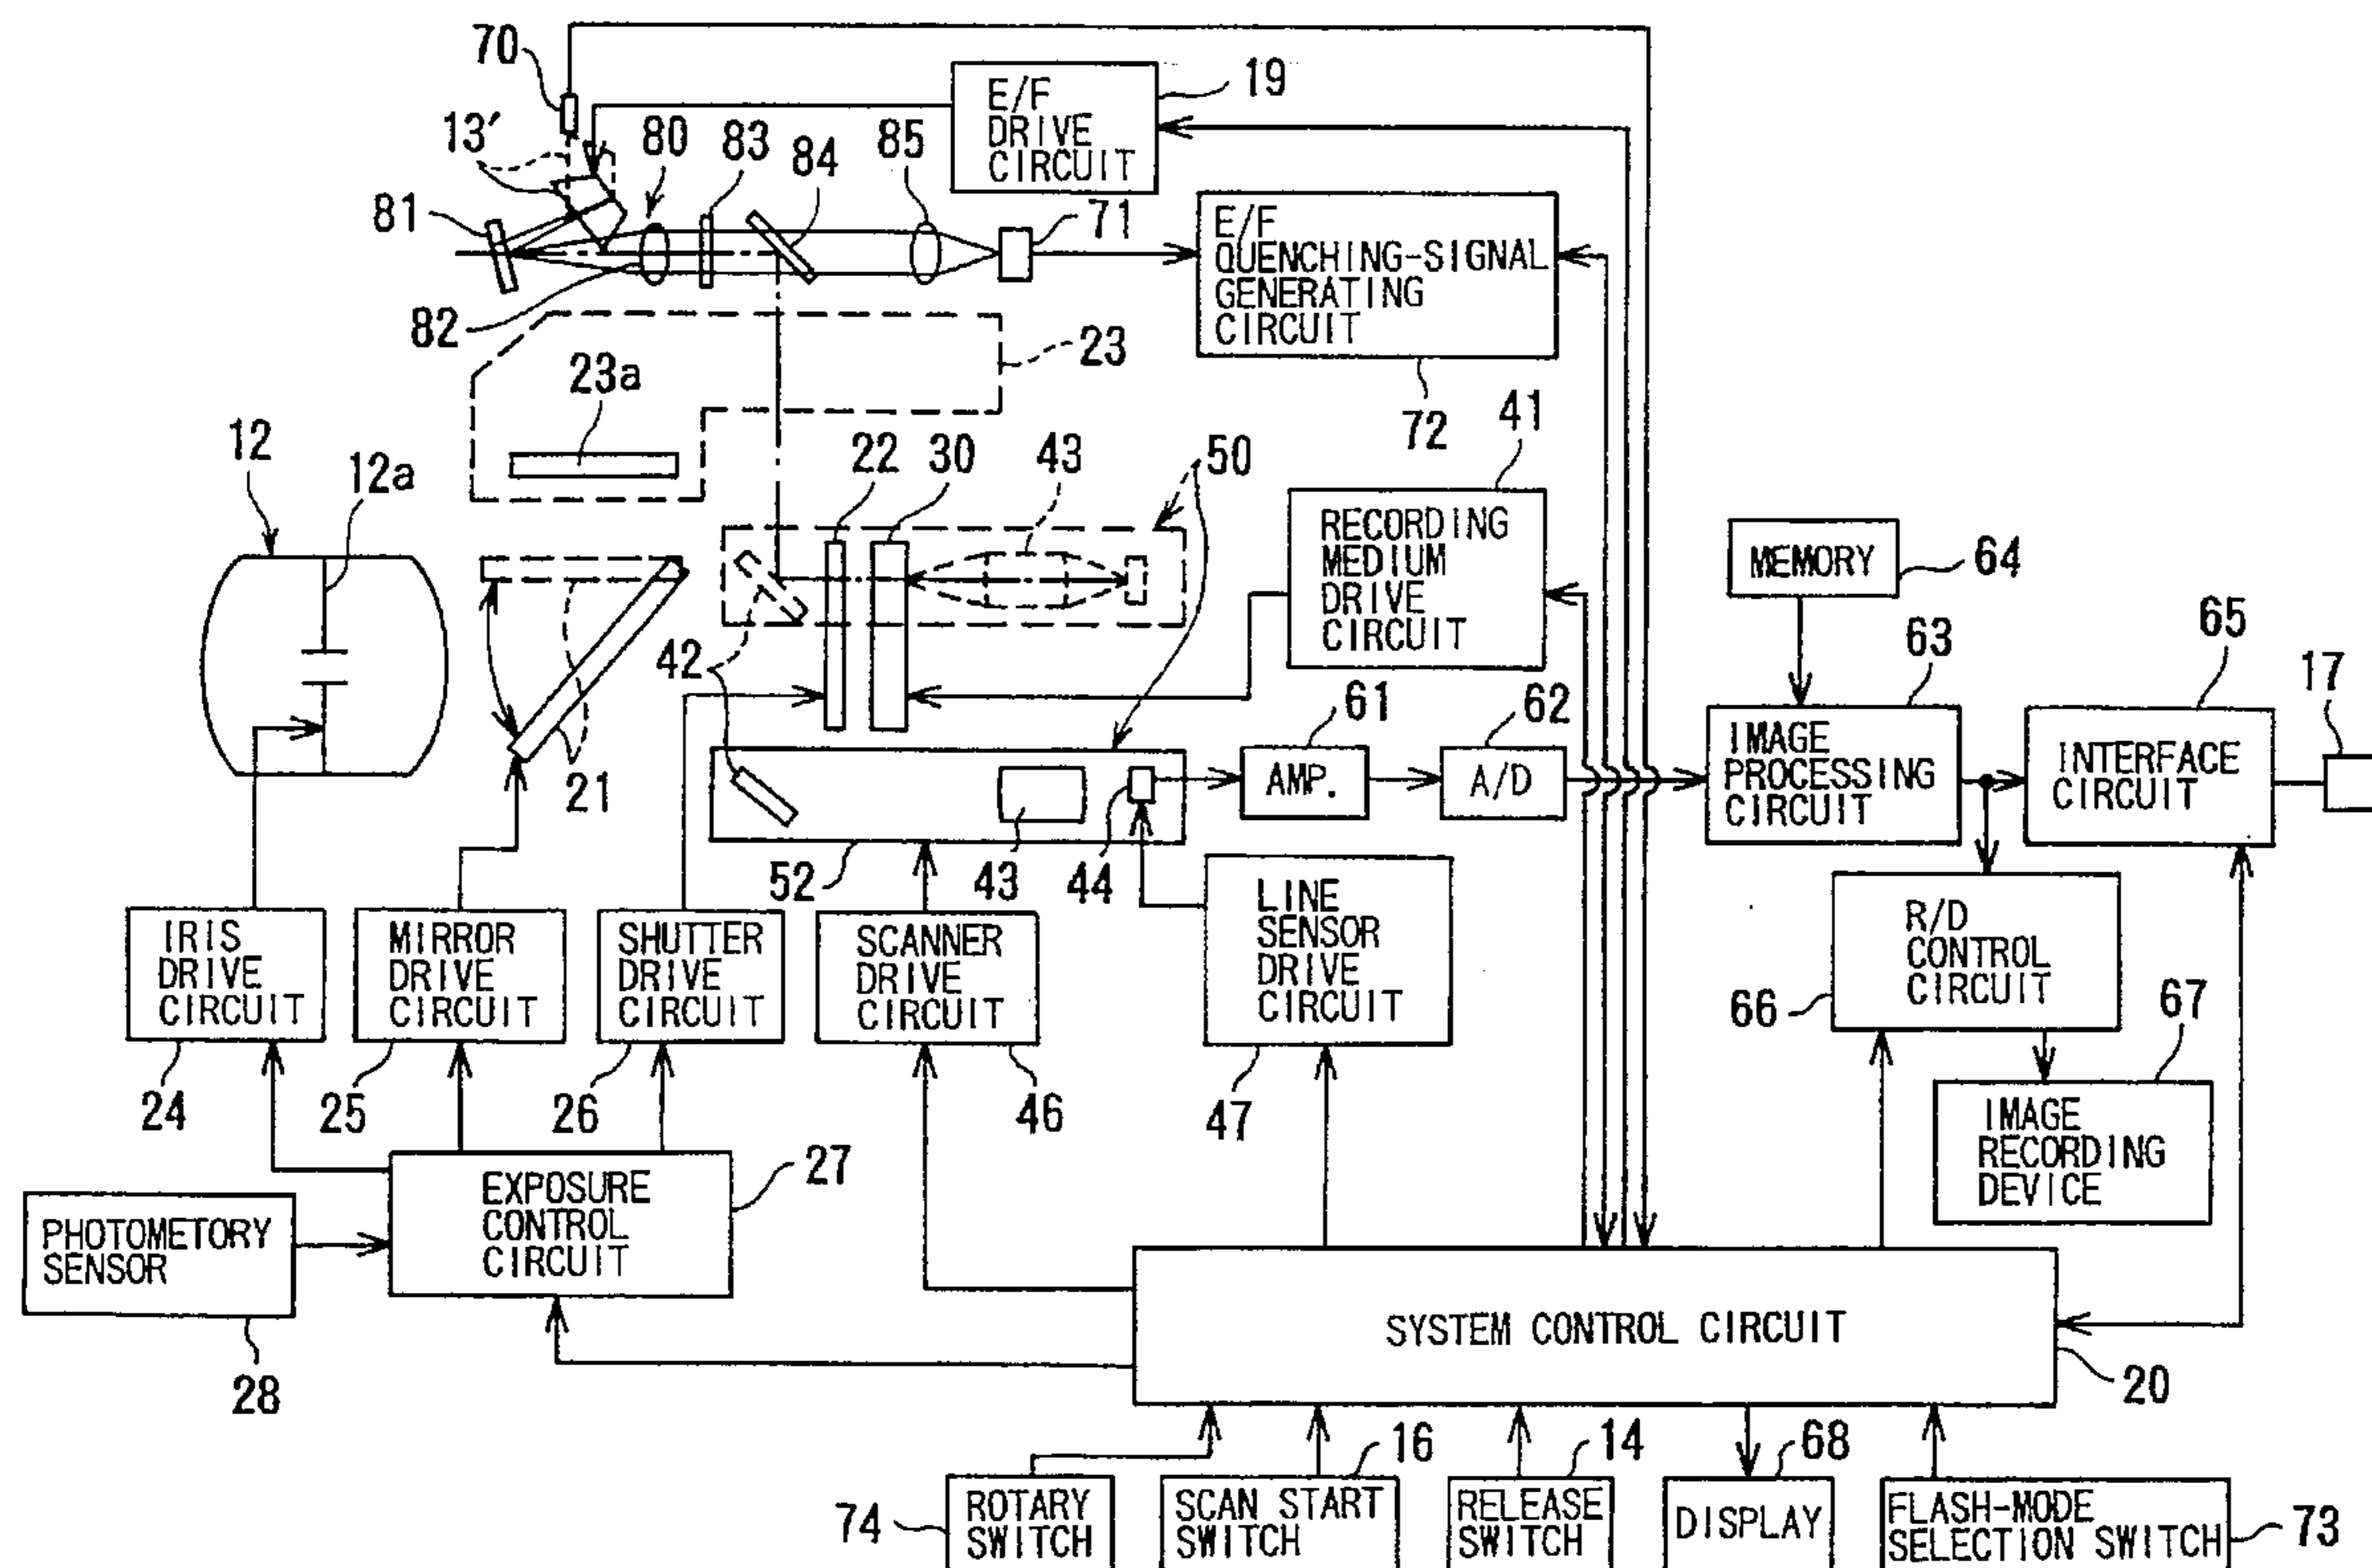 70
19
E/F
DRIVE
CIRCUIT
13′
80
83
84
85
81
71
E/F
QUENCHING-SIGNAL
GENERATING
CIRCUIT
82
23
23a
72
41
12
12a
22
30
43
50
RECORDING
MEDIUM
DRIVE
CIRCUIT
MEMORY
64
42
63
65
17
61
62
21
AMP.
A/D
IMAGE
PROCESSING
CIRCUIT
INTERFACE
CIRCUIT
52
43
44
IRIS
DRIVE
CIRCUIT
MIRROR
DRIVE
CIRCUIT
SHUTTER
DRIVE
CIRCUIT
SCANNER
DRIVE
CIRCUIT
LINE
SENSOR
DRIVE
CIRCUIT
R/D
CONTROL
CIRCUIT
66
67
24
25
26
46
47
IMAGE
RECORDING
DEVICE
27
EXPOSURE
CONTROL
CIRCUIT
PHOTOMETORY
SENSOR
28
SYSTEM CONTROL CIRCUIT
20
16
14
68
74
ROTARY
SWITCH
SCAN START
SWITCH
RELEASE
SWITCH
DISPLAY
FLASH-MODE
SELECTION SWITCH
73